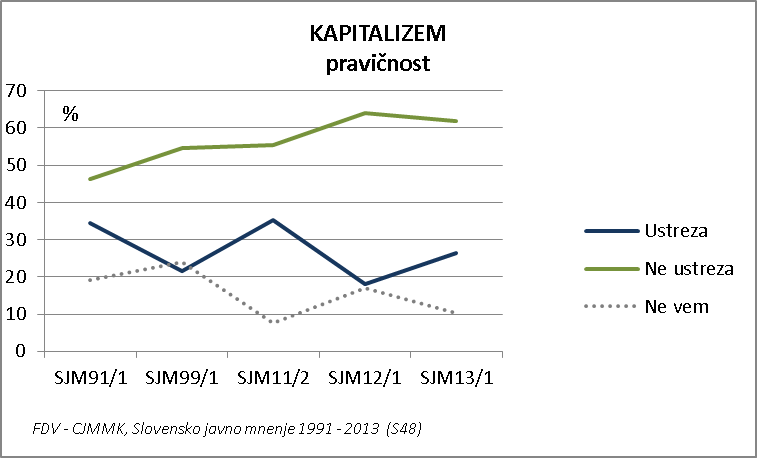 KAPITALIZEM
pravičnost
%
70
60
50
40
30
20
10
0
SJM91/1 SJM99/1 SJM11/2 SJM12/1 SJM13/1
Ustreza
Ne ustreza
Ne vem
FDV - CJMMK, Slovensko javno mnenje 1991 - 2013 (S48)